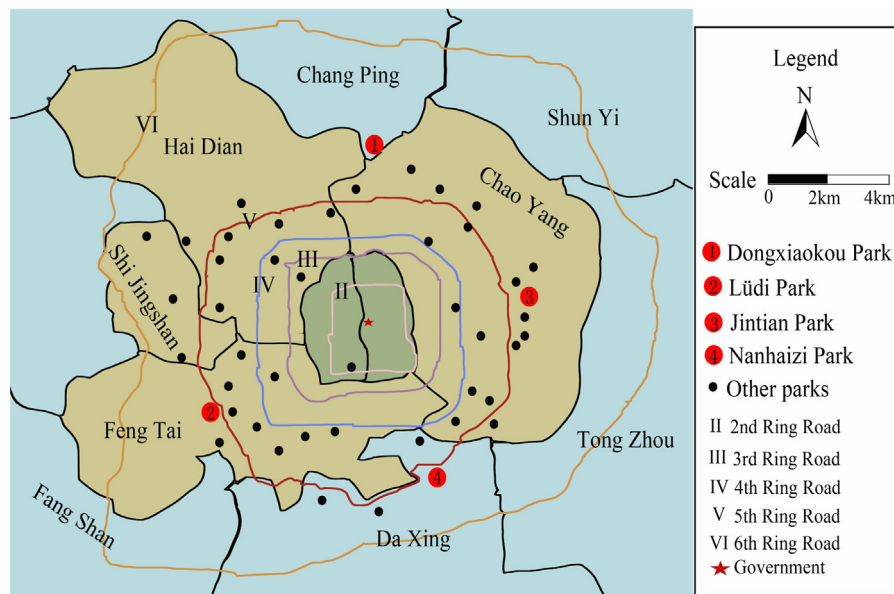 Chang Ping
Shun Yi
VI
Hai Dian
1
Chao Yang
V
Shi Jingshan
III
IV
II
3
2
Feng Tai
Tong Zhou
4
Fang Shan
Da Xing
Legend
N
Scale
0 2km 4km
1 Dongxiaokou Park
2 Lüdi Park
3 Jintian Park
4 Nanhaizi Park
Other parks
II 2nd Ring Road
III 3rd Ring Road
IV 4th Ring Road
V 5th Ring Road
VI 6th Ring Road
Government